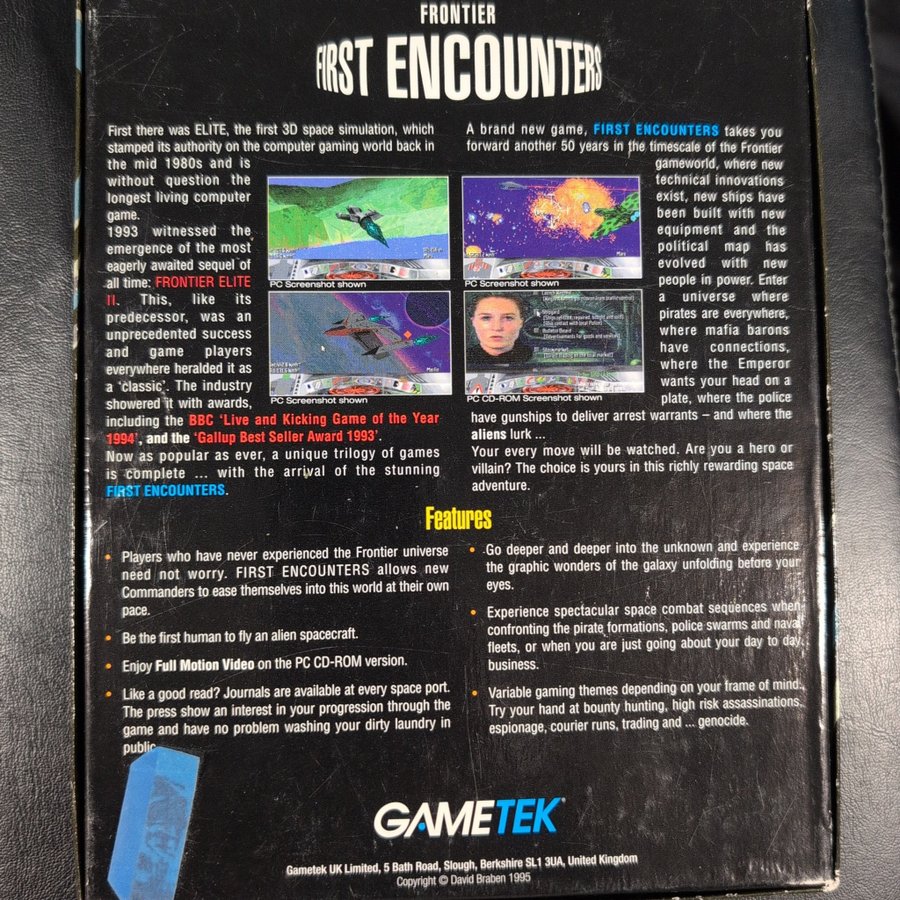 FRONTIER
FIRST ENCOUNTERS
First there was ELITE, the first 3D space simulation, which
stamped its authority on the computer gaming world back in
the mid 1980s and is
without question the
longest living computer
game.
1993 witnessed the
emergence of the most
eagerly awaited sequel of
all time: FRONTIER ELITE
II. This, like its
predecessor, was an
unprecedented success
and game players
everywhere heralded it as
a 'classic'. The industry
showered it with awards,
including the BBC 'Live and Kicking Game of the Year
1994', and the 'Gallup Best Seller Award 1993'.
Now as popular as ever, a unique trilogy of games
is complete ... with the arrival of the stunning
FIRST ENCOUNTERS.
PC Screenshot shown
PC Screenshot shown
PC Screenshot shown
PC CD-ROM Screenshot shown
A brand new game, FIRST ENCOUNTERS takes you
forward another 50 years in the timescale of the Frontier
gameworld, where new
technical innovations
exist, new ships have
been built with new
equipment and the
political map has
evolved with new
people in power. Enter
a universe where
pirates are everywhere,
where mafia barons
have connections,
where the Emperor
wants your head on a
plate, where the police
have gunships to deliver arrest warrants – and where the
aliens lurk ...
Your every move will be watched. Are you a hero or
villain? The choice is yours in this richly rewarding space
adventure.
Features
• Players who have never experienced the Frontier universe
need not worry. FIRST ENCOUNTERS allows new
Commanders to ease themselves into this world at their own
pace.
• Be the first human to fly an alien spacecraft.
• Enjoy Full Motion Video on the PC CD-ROM version.
• Like a good read? Journals are available at every space port.
The press show an interest in your progression through the
game and have no problem washing your dirty laundry in
public.
• Go deeper and deeper into the unknown and experience
the graphic wonders of the galaxy unfolding before your
eyes.
• Experience spectacular space combat sequences when
confronting the pirate formations, police swarms and naval
fleets, or when you are just going about your day to day
business.
• Variable gaming themes depending on your frame of mind.
Try your hand at bounty hunting, high risk assassinations,
espionage, courier runs, trading and ... genocide.
GAMETEK
Gametek UK Limited, 5 Bath Road, Slough, Berkshire SL1 3UA, United Kingdom
Copyright © David Braben 1995